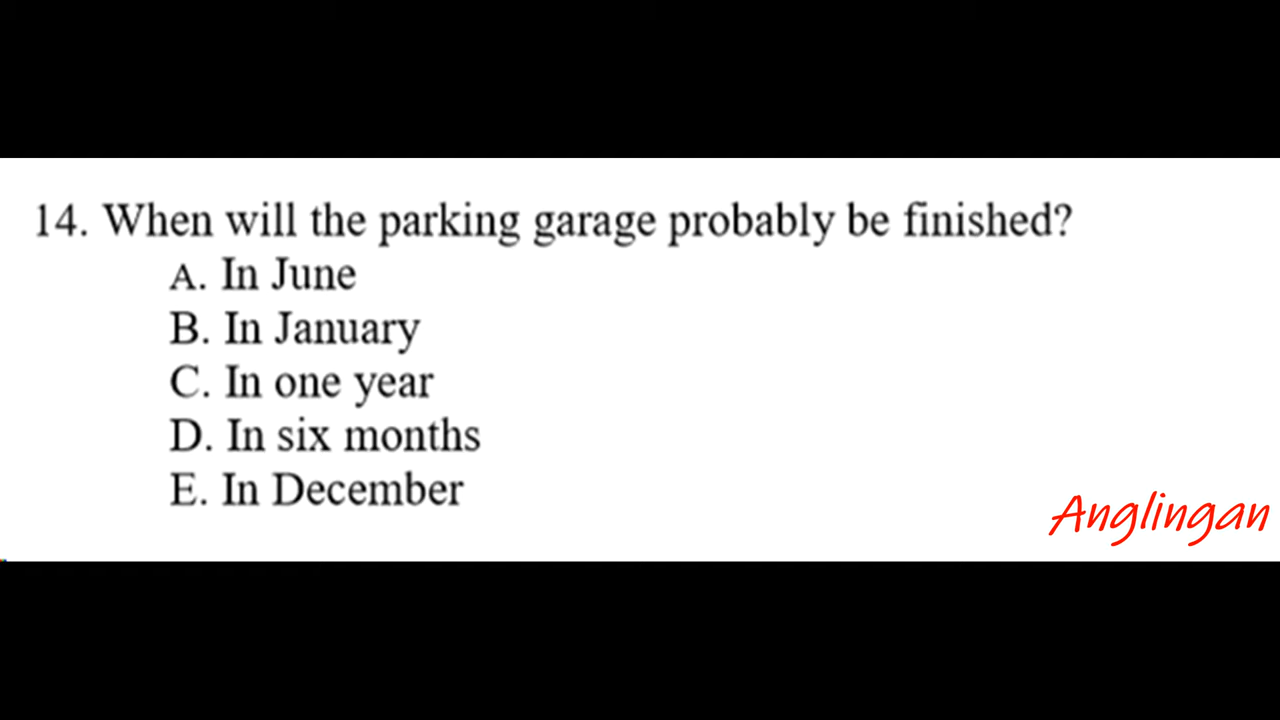 14. When will the parking garage probably be finished?
A. In June
B. In January
C. In one year
D. In six months
E. In December
Anglingan